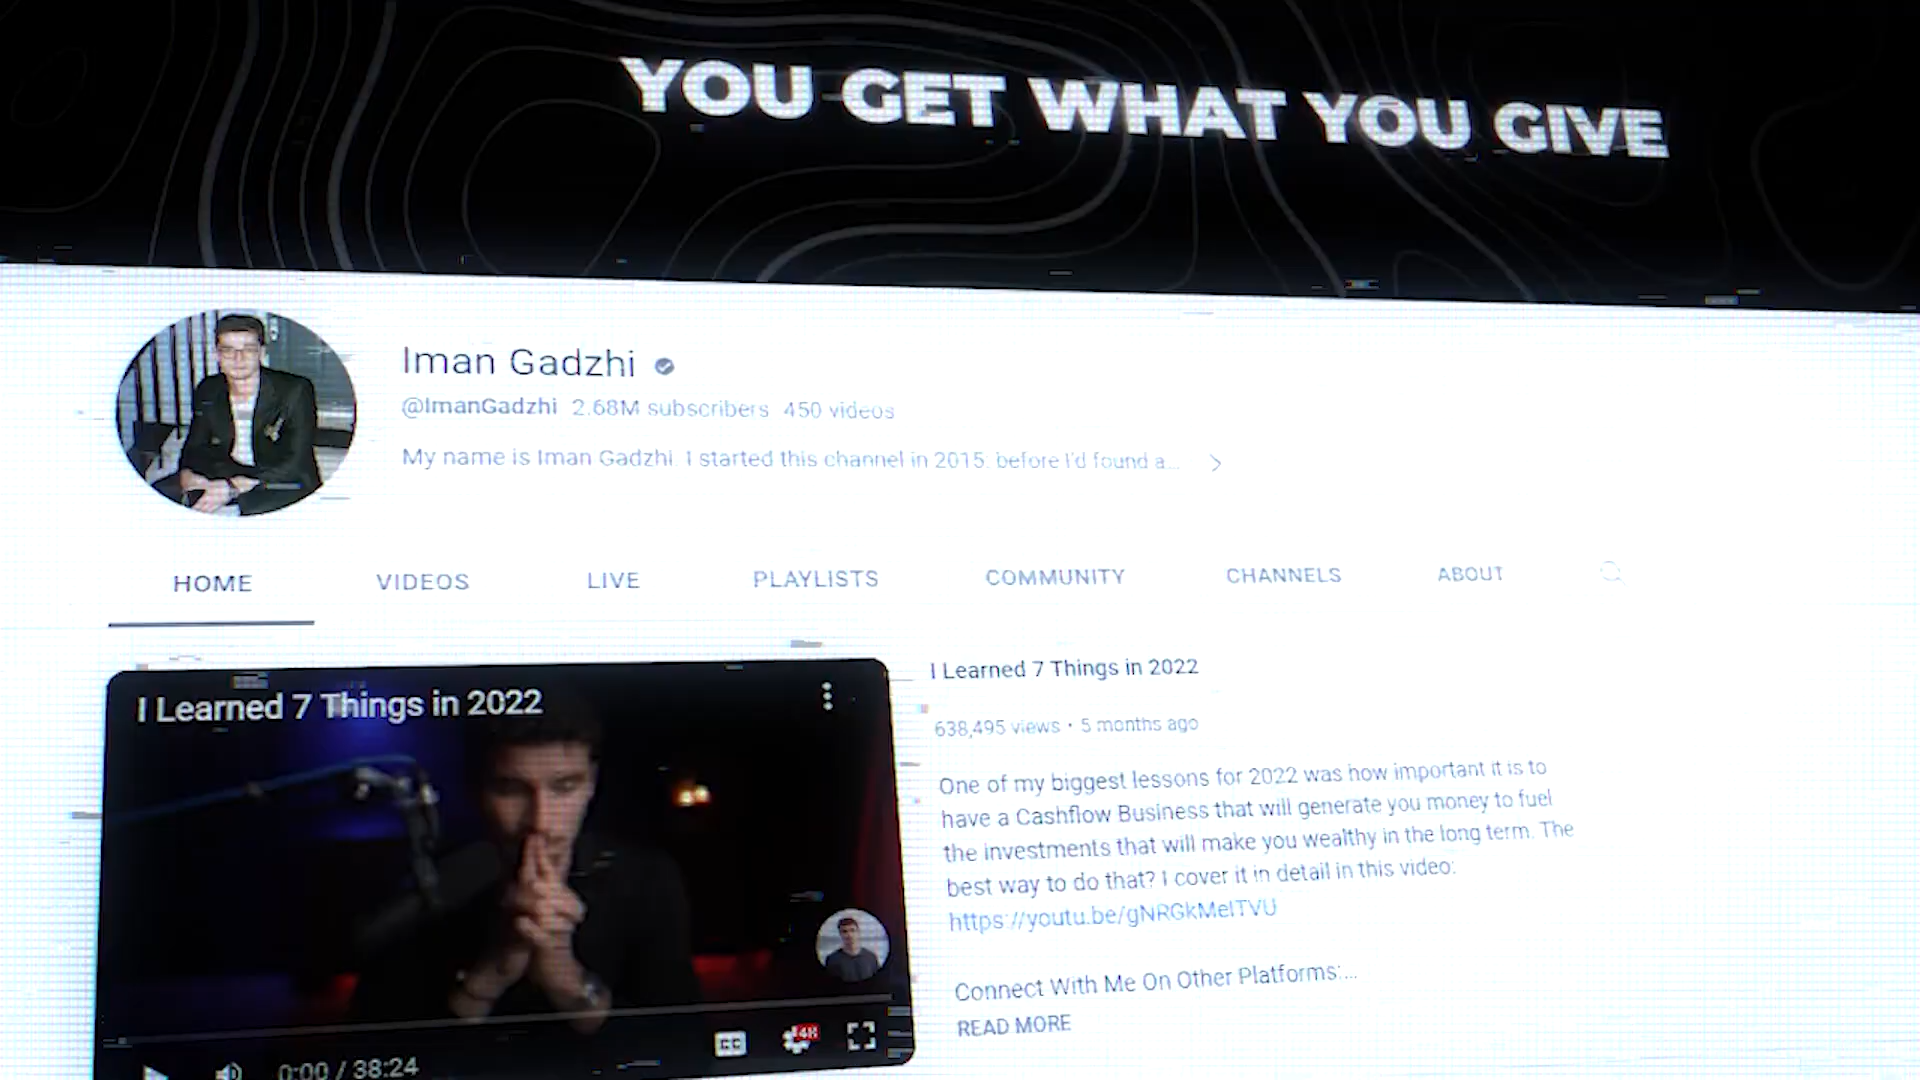 YOU GET WHAT YOU GIVE
Iman Gadzhi
@ImanGadzhi 2.68M subscribers 450 videos
My name is Iman Gadzhi. I started this channel in 2015, before I'd found a...
HOME VIDEOS LIVE PLAYLISTS COMMUNITY CHANNELS ABOUT
I Learned 7 Things in 2022
I Learned 7 Things in 2022
638,495 views • 5 months ago
One of my biggest lessons for 2022 was how important it is to
have a Cashflow Business that will generate you money to fuel
the investments that will make you wealthy in the long term. The
best way to do that? I cover it in detail in this video:
https://youtu.be/gNRGkMeITVU
Connect With Me On Other Platforms:...
READ MORE
CC 4K
0:00 / 38:24